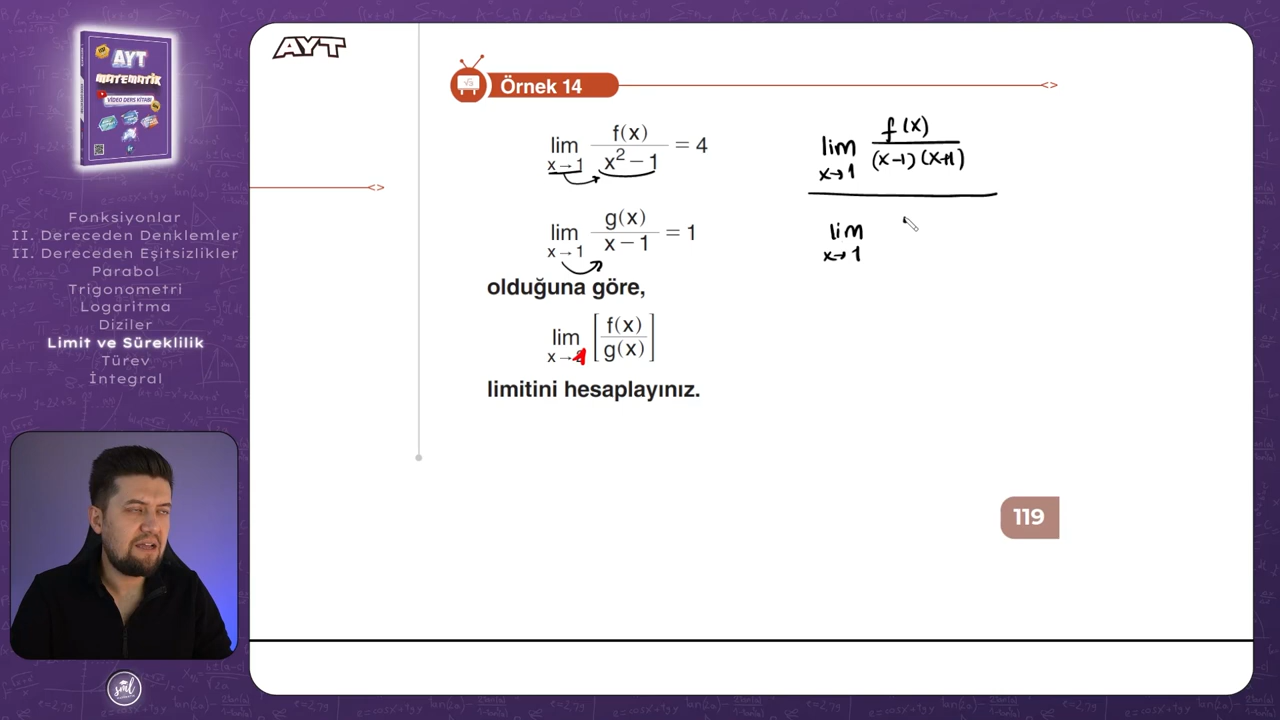 AYT
MATEMATİK
VİDEO DERS KİTABI
Fonksiyonlar
II. Dereceden Denklemler
II. Dereceden Eşitsizlikler
Parabol
Trigonometri
Logaritma
Diziler
Limit ve Süreklilik
Türev
İntegral
sml
AYT
Örnek 14
lim x→1 f(x)/(x² − 1) = 4
lim x→1 g(x)/(x − 1) = 1
olduğuna göre,
lim x→1 [f(x)/g(x)]
limitini hesaplayınız.
lim x→1 f(x)/((x-1)(x+1))
lim x→1
119